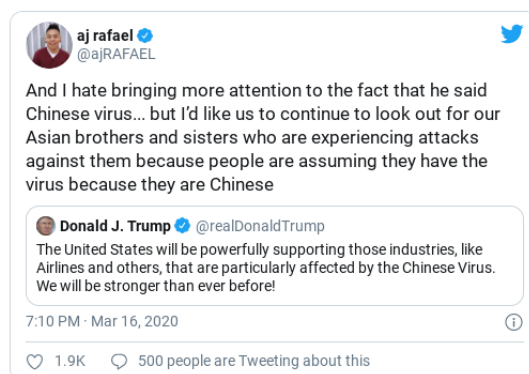 aj rafael
@ajRAFAEL
And I hate bringing more attention to the fact that he said
Chinese virus... but I'd like us to continue to look out for our
Asian brothers and sisters who are experiencing attacks
against them because people are assuming they have the
virus because they are Chinese
Donald J. Trump @realDonaldTrump
The United States will be powerfully supporting those industries, like
Airlines and others, that are particularly affected by the Chinese Virus.
We will be stronger than ever before!
7:10 PM · Mar 16, 2020
1.9K 500 people are Tweeting about this